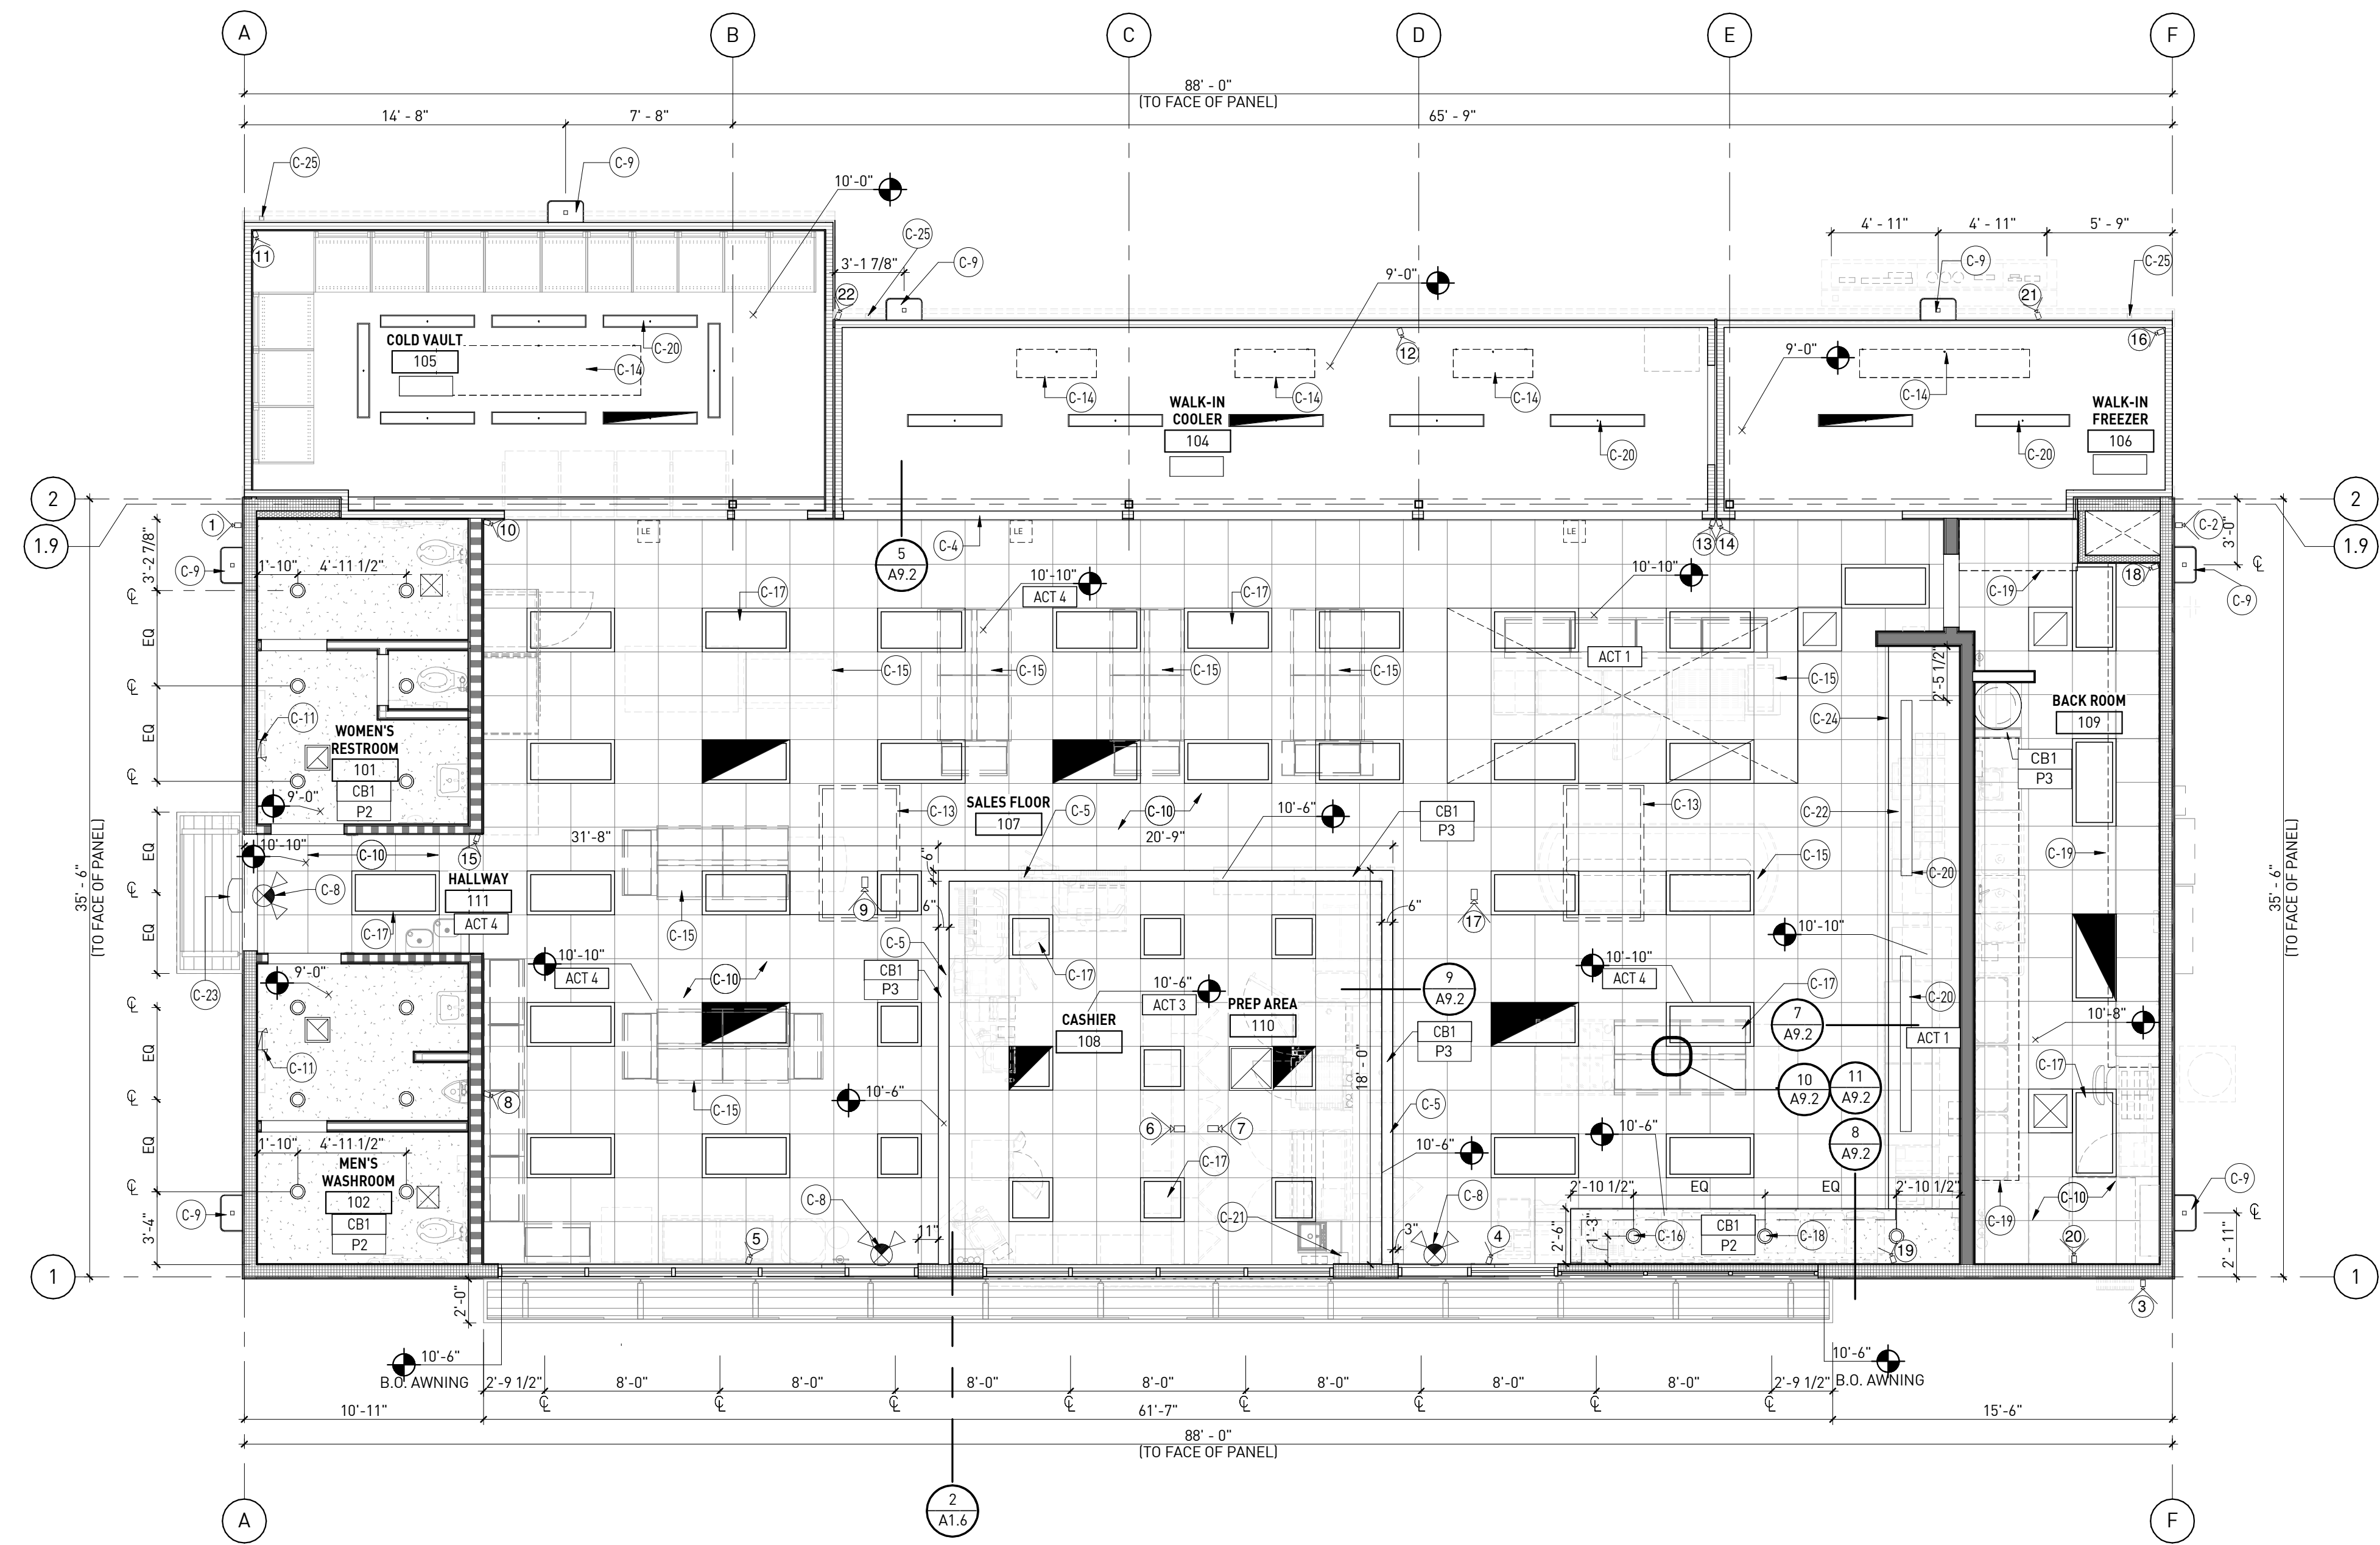 A
B
C
D
E
F
88' - 0"
(TO FACE OF PANEL)
14' - 8"
7' - 8"
65' - 9"
C-25
C-9
10'-0"
C-25
C-9
3'-1 7/8"
22
9'-0"
4' - 11"
4' - 11"
5' - 9"
C-9
C-25
21
11
COLD VAULT
105
C-20
C-14
12
16
9'-0"
C-14
C-14
C-14
C-14
WALK-IN
COOLER
104
C-20
WALK-IN
FREEZER
106
C-20
2
1.9
1
10
C-4
5
A9.2
LE
LE
LE
13
14
C-2
3'-0"
2
1.9
3'-2 7/8"
C-9
1'-10"
4'-11 1/2"
C-17
10'-10"
ACT 4
C-17
10'-10"
C-19
18
C-9
EQ
EQ
C-11
WOMEN'S
RESTROOM
101
CB1
P2
9'-0"
C-15
C-15
C-15
C-15
ACT 1
C-15
C-24
2'-5 1/2"
BACK ROOM
109
CB1
P3
C-13
SALES FLOOR
107
C-5
C-10
10'-6"
CB1
P3
C-13
C-22
10'-10"
C-10
15
31'-8"
20'-9"
C-15
C-19
C-20
35' - 6"
(TO FACE OF PANEL)
EQ
EQ
C-8
HALLWAY
111
ACT 4
C-17
C-23
6"
6"
6"
9
17
C-15
C-5
CB1
P3
C-17
10'-10"
35' - 6"
(TO FACE OF PANEL)
9'-0"
10'-10"
ACT 4
C-10
10'-6"
ACT 3
PREP AREA
110
CASHIER
108
9
A9.2
CB1
P3
10'-10"
ACT 4
C-17
7
A9.2
C-20
ACT 1
10'-8"
EQ
EQ
C-11
8
C-15
10'-6"
18' - 0"
C-5
10
A9.2
11
A9.2
8
A9.2
C-17
6
7
10'-6"
10'-6"
1'-10"
4'-11 1/2"
MEN'S
WASHROOM
102
CB1
P2
C-9
3'-4"
C-17
C-8
C-21
C-8
11"
3"
5
4
2'-10 1/2"
EQ
EQ
2'-10 1/2"
2'-6"
1'-3"
C-16
CB1
P2
C-18
19
C-19
C-10
20
C-9
2' - 11"
1
1
3
2'-0"
10'-6"
B.O. AWNING
10'-6"
B.O. AWNING
2'-9 1/2"
8'-0"
8'-0"
8'-0"
8'-0"
8'-0"
8'-0"
8'-0"
2'-9 1/2"
10'-11"
61'-7"
15'-6"
88' - 0"
(TO FACE OF PANEL)
A
2
A1.6
F